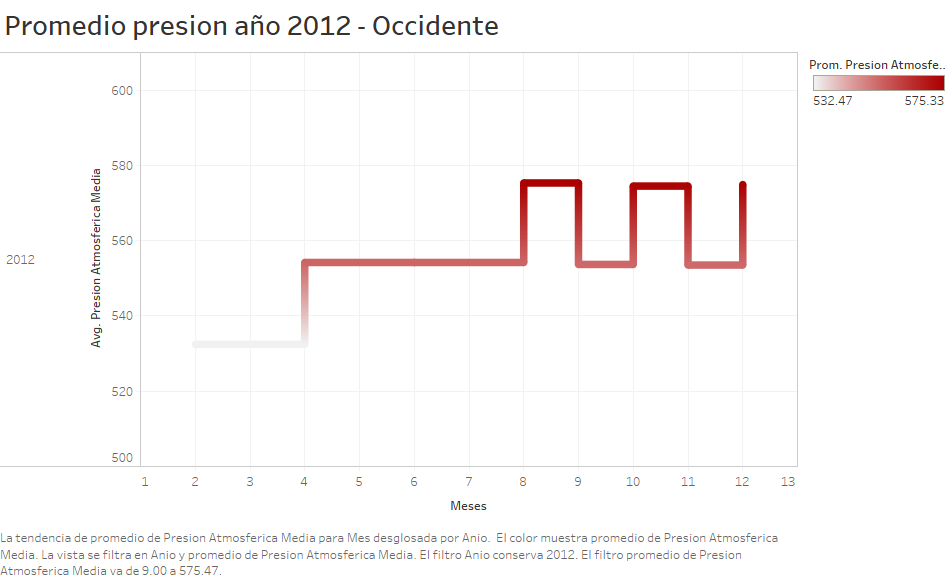 Promedio presion año 2012 - Occidente
Prom. Presion Atmosfe..
532.47 575.33
600
580
560
540
520
500
Avg. Presion Atmosferica Media
2012
1 2 3 4 5 6 7 8 9 10 11 12 13
Meses
La tendencia de promedio de Presion Atmosferica Media para Mes desglosada por Anio.  El color muestra promedio de Presion Atmosferica
Media. La vista se filtra en Anio y promedio de Presion Atmosferica Media. El filtro Anio conserva 2012. El filtro promedio de Presion
Atmosferica Media va de 9.00 a 575.47.